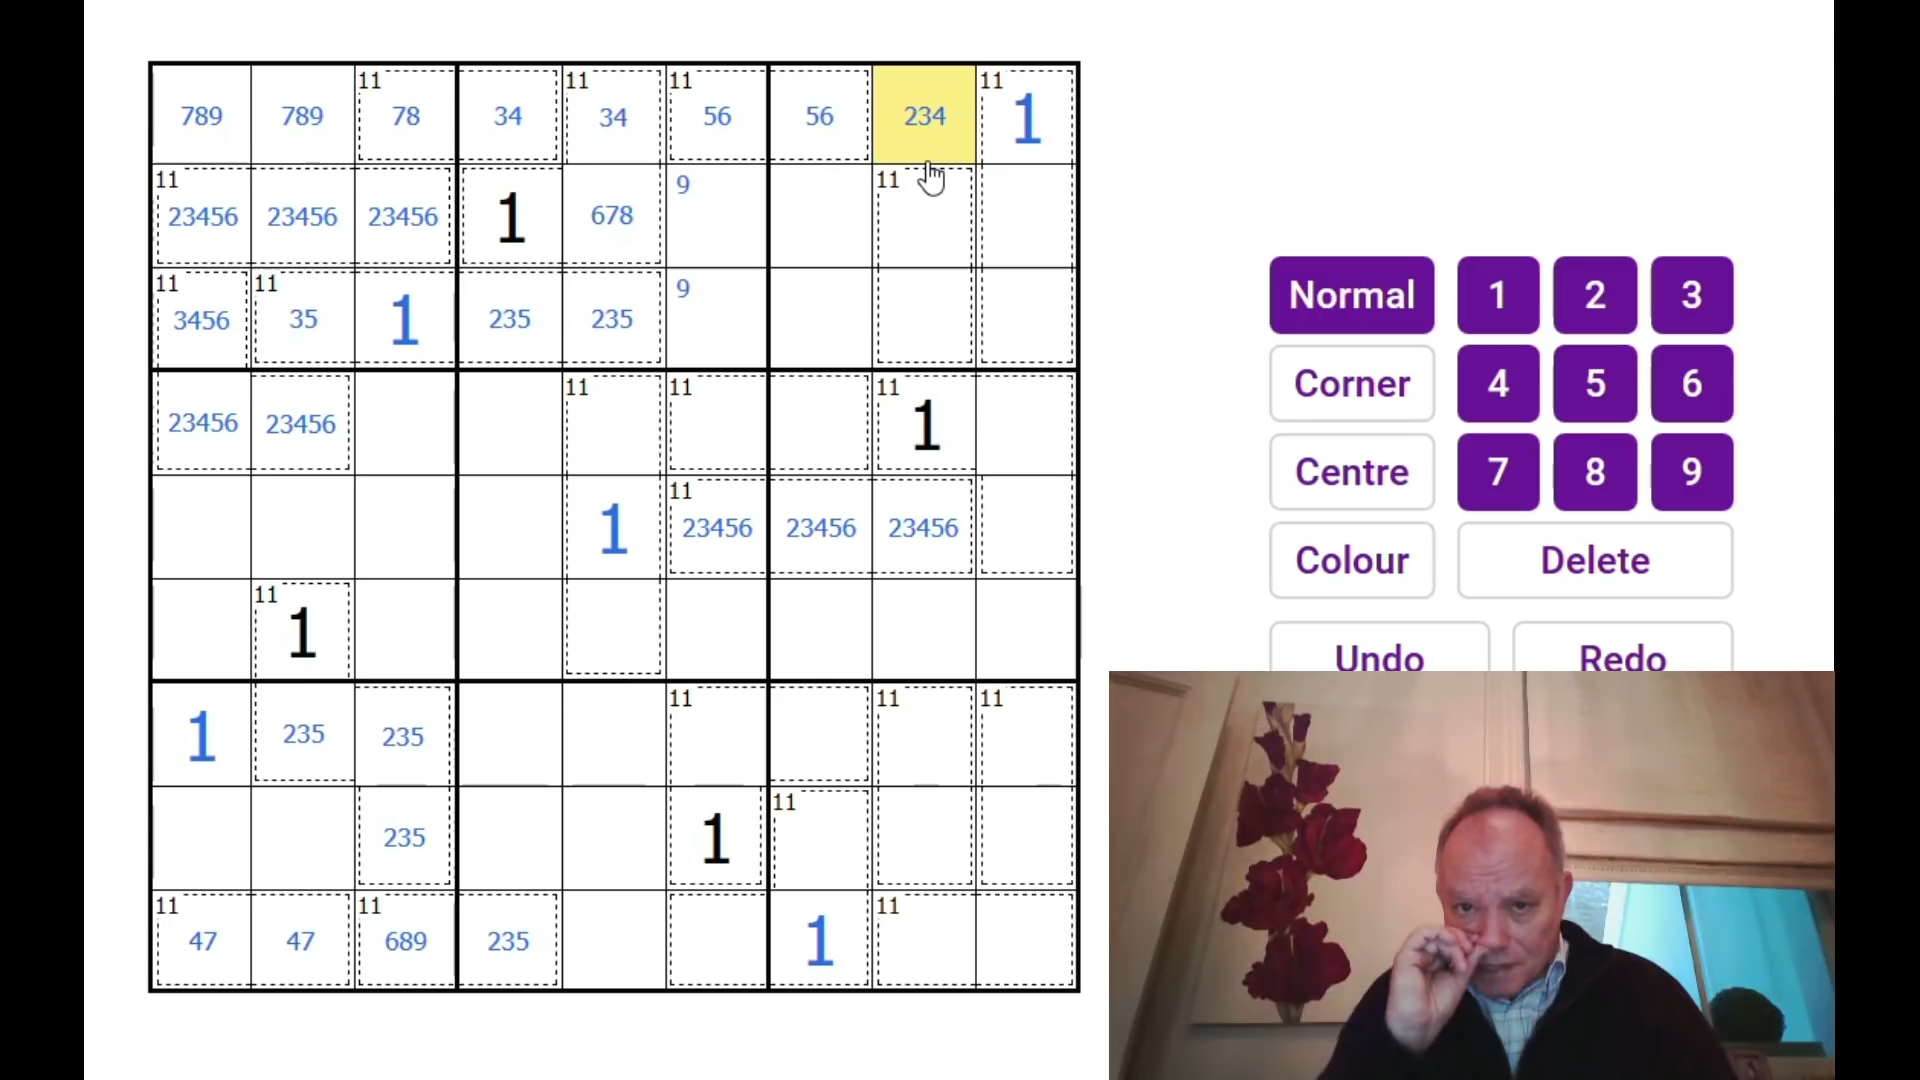 11 11 11 11
789 789 78 34 34 56 56 234 1
11 9 11
23456 23456 23456 1 678
11 11 9
3456 35 1 235 235
11 11 11
23456 23456 1
11
1 23456 23456 23456
11
1
11 11 11
1 235 235
11
235 1
11 11 11
47 47 689 235 1
Normal 1 2 3
Corner 4 5 6
Centre 7 8 9
Colour Delete
Undo Redo